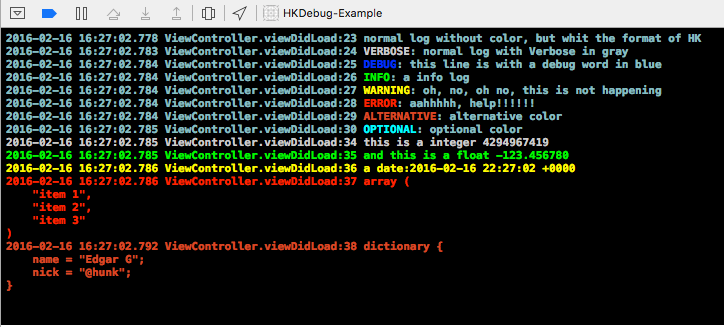 HKDebug-Example
2016-02-16 16:27:02.778 ViewController.viewDidLoad:23 normal log without color, but whit the format of HK
2016-02-16 16:27:02.783 ViewController.viewDidLoad:24 VERBOSE: normal log with Verbose in gray
2016-02-16 16:27:02.784 ViewController.viewDidLoad:25 DEBUG: this line is with a debug word in blue
2016-02-16 16:27:02.784 ViewController.viewDidLoad:26 INFO: a info log
2016-02-16 16:27:02.784 ViewController.viewDidLoad:27 WARNING: oh, no, oh no, this is not happening
2016-02-16 16:27:02.784 ViewController.viewDidLoad:28 ERROR: aahhhhh, help!!!!!!
2016-02-16 16:27:02.784 ViewController.viewDidLoad:29 ALTERNATIVE: alternative color
2016-02-16 16:27:02.785 ViewController.viewDidLoad:30 OPTIONAL: optional color
2016-02-16 16:27:02.785 ViewController.viewDidLoad:34 this is a integer 4294967419
2016-02-16 16:27:02.785 ViewController.viewDidLoad:35 and this is a float -123.456780
2016-02-16 16:27:02.785 ViewController.viewDidLoad:36 a date:2016-02-16 22:27:02 +0000
2016-02-16 16:27:02.786 ViewController.viewDidLoad:37 array (
"item 1",
"item 2",
"item 3"
)
2016-02-16 16:27:02.792 ViewController.viewDidLoad:38 dictionary {
name = "Edgar G";
nick = "@hunk";
}